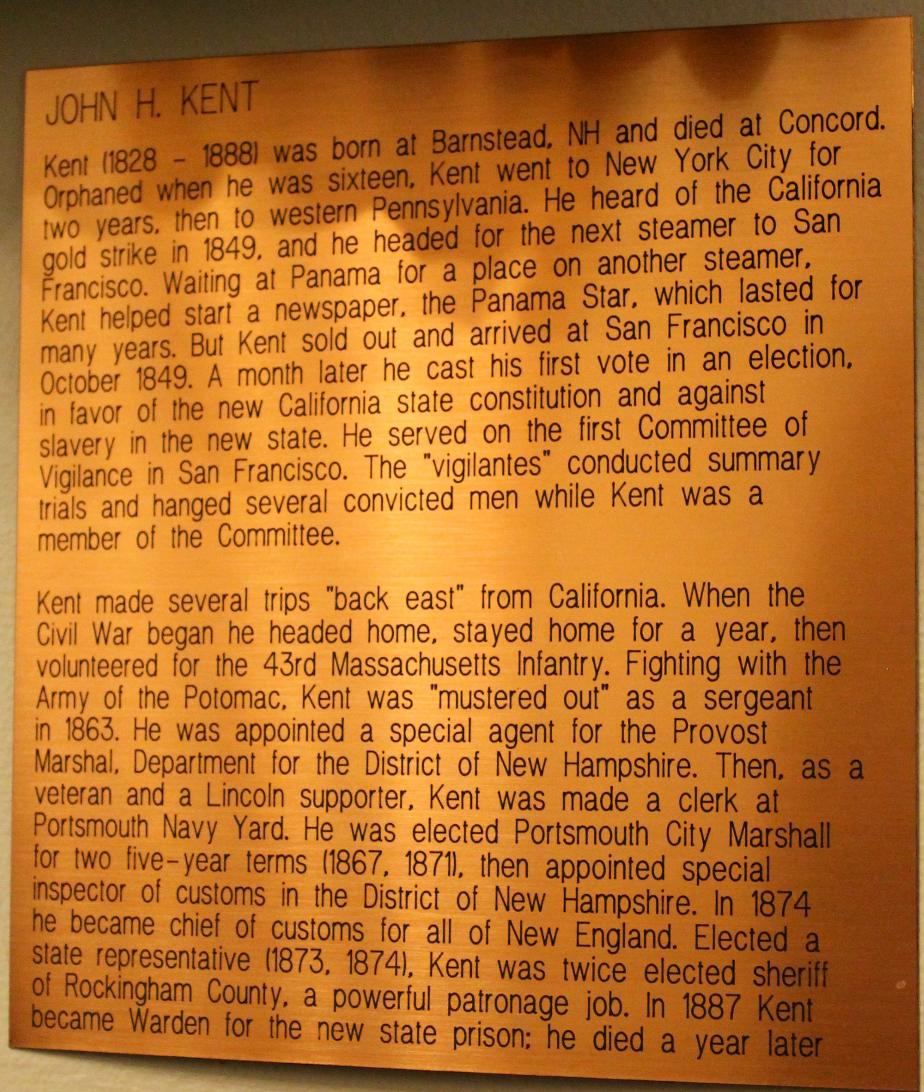 JOHN H. KENT
Kent (1828 - 1888) was born at Barnstead, NH and died at Concord.
Orphaned when he was sixteen, Kent went to New York City for
two years, then to western Pennsylvania. He heard of the California
gold strike in 1849, and he headed for the next steamer to San
Francisco. Waiting at Panama for a place on another steamer,
Kent helped start a newspaper, the Panama Star, which lasted for
many years. But Kent sold out and arrived at San Francisco in
October 1849. A month later he cast his first vote in an election,
in favor of the new California state constitution and against
slavery in the new state. He served on the first Committee of
Vigilance in San Francisco. The "vigilantes" conducted summary
trials and hanged several convicted men while Kent was a
member of the Committee.
Kent made several trips "back east" from California. When the
Civil War began he headed home, stayed home for a year, then
volunteered for the 43rd Massachusetts Infantry. Fighting with the
Army of the Potomac, Kent was "mustered out" as a sergeant
in 1863. He was appointed a special agent for the Provost
Marshal, Department for the District of New Hampshire. Then, as a
veteran and a Lincoln supporter, Kent was made a clerk at
Portsmouth Navy Yard. He was elected Portsmouth City Marshall
for two five-year terms (1867, 1871), then appointed special
inspector of customs in the District of New Hampshire. In 1874
he became chief of customs for all of New England. Elected a
state representative (1873, 1874), Kent was twice elected sheriff
of Rockingham County, a powerful patronage job. In 1887 Kent
became Warden for the new state prison; he died a year later